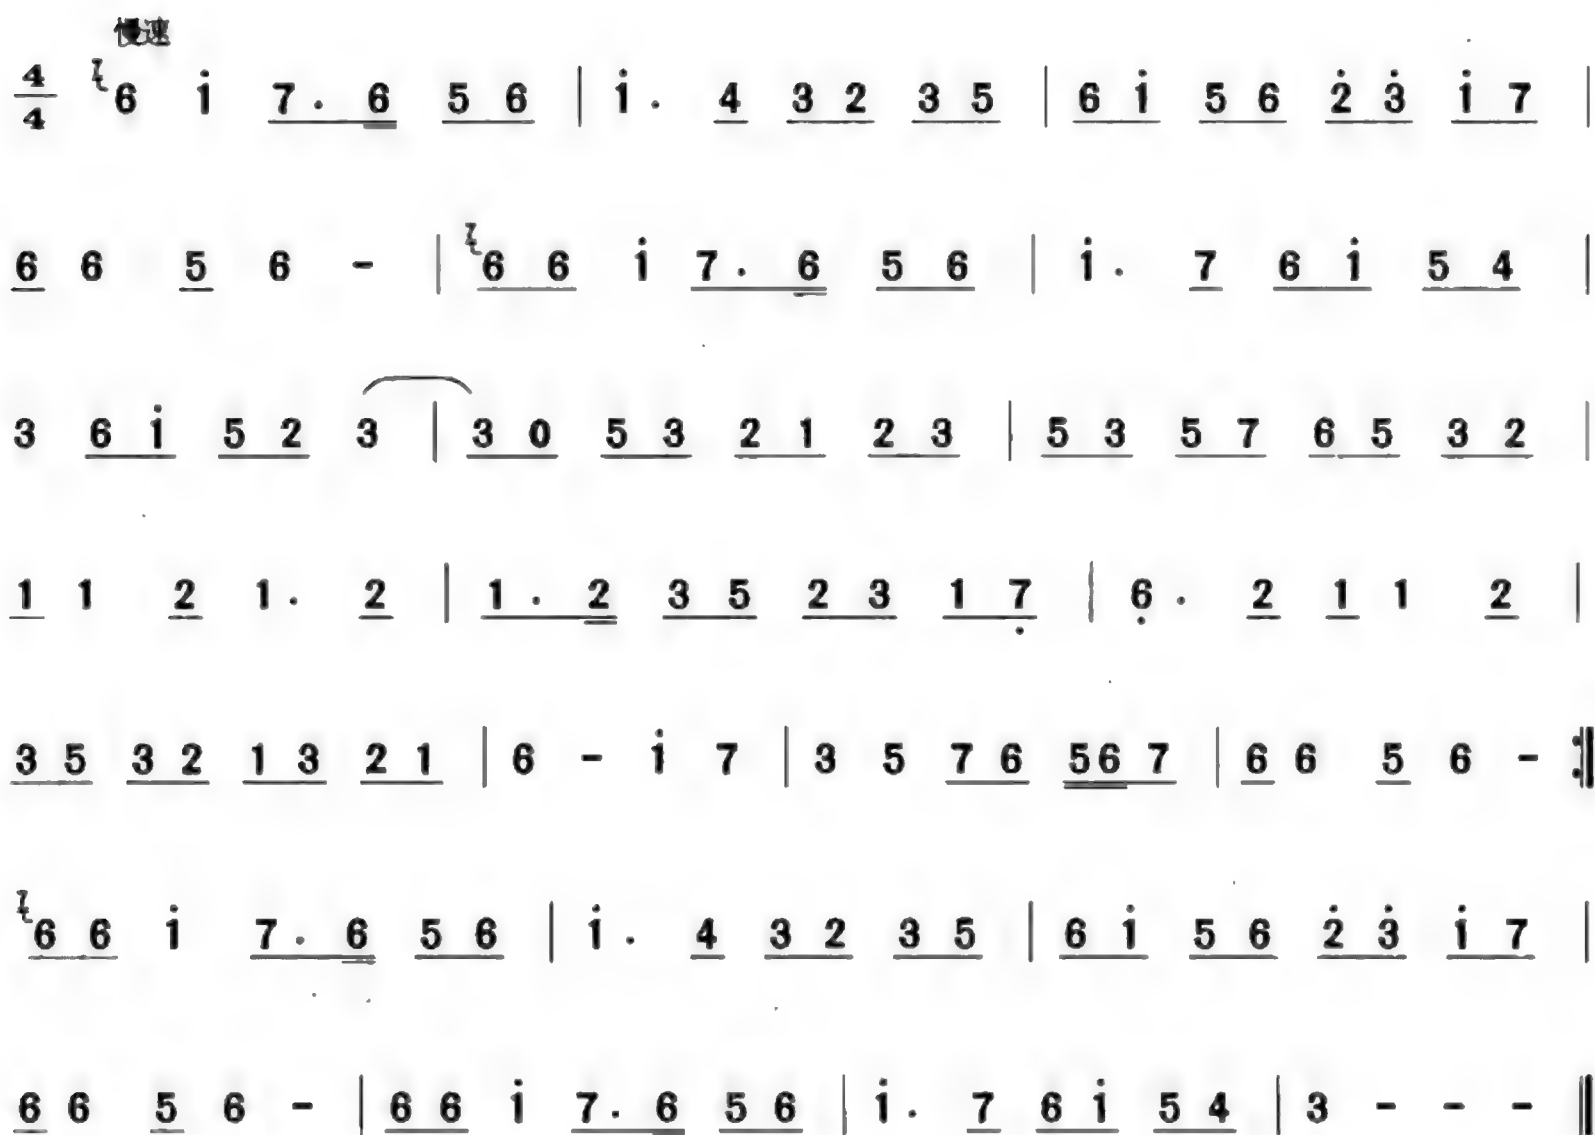 慢速
4/4 6 i 7·6 5 6 | i· 4 3 2 3 5 | 6 i 5 6 2̇ 3̇ i 7 |
6 6 5 6 - | 6 6 i 7·6 5 6 | i· 7 6 i 5 4 |
3 6 i 5 2 3 | 3 0 5 3 2 1 2 3 | 5 3 5 7 6 5 3 2 |
1 1 2 1· 2 | 1·2 3 5 2 3 1 7̣ | 6̣· 2 1 1 2 |
3 5 3 2 1 3 2 1 | 6 - i 7 | 3 5 7 6 56 7 | 6 6 5 6 - :‖
6 6 i 7·6 5 6 | i· 4 3 2 3 5 | 6 i 5 6 2̇ 3̇ i 7 |
6 6 5 6 - | 6 6 i 7·6 5 6 | i· 7 6 i 5 4 | 3 - - - ‖